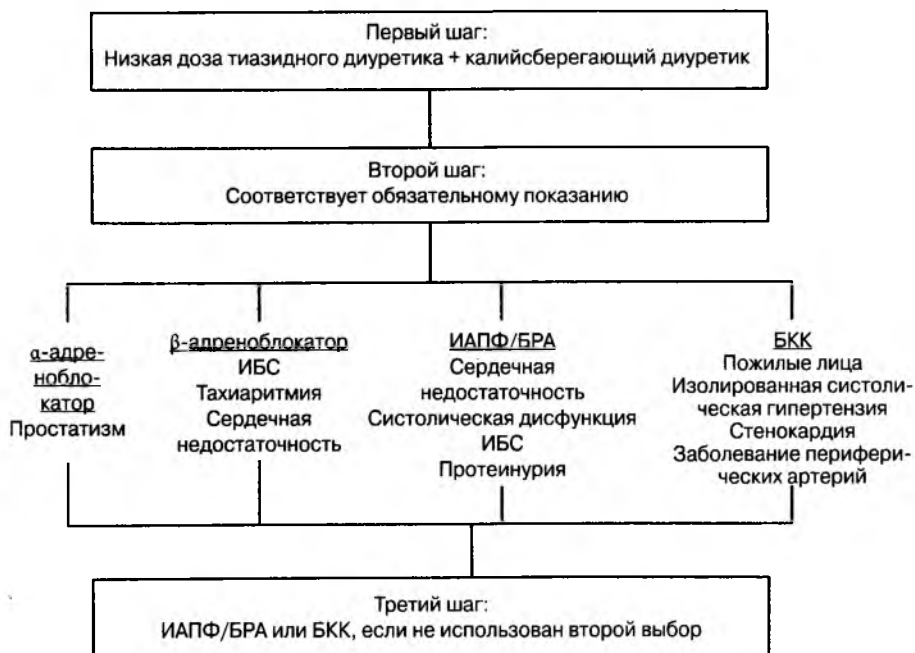 Первый шаг:
Низкая доза тиазидного диуретика + калийсберегающий диуретик
Второй шаг:
Соответствует обязательному показанию
α-адре-
нобло-
катор
Простатизм
β-адреноблокатор
ИБС
Тахиаритмия
Сердечная
недостаточность
ИАПФ/БРА
Сердечная
недостаточность
Систолическая дисфункция
ИБС
Протеинурия
БКК
Пожилые лица
Изолированная систоли-
ческая гипертензия
Стенокардия
Заболевание перифери-
ческих артерий
Третий шаг:
ИАПФ/БРА или БКК, если не использован второй выбор